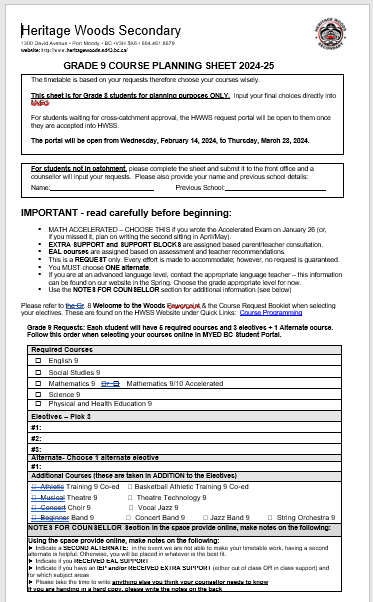 Heritage Woods Secondary
1300 David Avenue • Port Moody • BC • V3H 5K6 • 604.461.8679
website: http://www.heritagewoods.sd43.bc.ca/
GRADE 9 COURSE PLANNING SHEET 2024-25
The timetable is based on your requests therefore choose your courses wisely.
This sheet is for Grade 8 students for planning purposes ONLY. Input your final choices directly into
MyEd.
For students waiting for cross-catchment approval, the HWSS request portal will be open to them once
they are accepted into HWSS.
The portal will be open from Wednesday, February 14, 2024, to Thursday, March 28, 2024.
For students not in catchment, please complete the sheet and submit it to the front office and a
counsellor will input your requests. Please also provide your name and previous school details:
Name: Previous School:
IMPORTANT - read carefully before beginning:
• MATH ACCELERATED – CHOOSE THIS if you wrote the Accelerated Exam on January 26 (or,
if you missed it, plan on writing the second sitting in April/May).
• EXTRA SUPPORT and SUPPORT BLOCKS are assigned based parent/teacher consultation.
• EAL courses are assigned based on assessment and teacher recommendations.
• This is a REQUEST only. Every effort is made to accommodate; however, no request is guaranteed.
• You MUST choose ONE alternate.
• If you are at an advanced language level, contact the appropriate language teacher – this information
can be found on our website in the Spring. Choose the grade appropriate level for now.
• Use the NOTES FOR COUNSELLOR section for additional information (see below)
Please refer to the Gr. 8 Welcome to the Woods & the Course Request Booklet when selecting
your electives. These are found on the HWSS Website under Quick Links: Course Programming
Grade 9 Requests: Each student will have 5 required courses and 3 electives + 1 Alternate course.
Follow this order when selecting your courses online in MYED BC Student Portal.
Required Courses
☐ English 9
☐ Social Studies 9
☐ Mathematics 9 Or ☐ Mathematics 9/10 Accelerated
☐ Science 9
☐ Physical and Health Education 9
Electives – Pick 3
#1:
#2:
#3:
Alternate- Choose 1 alternate elective
#1:
Additional Courses (these are taken in ADDITION to the Electives)
☐ Athletic Training 9 Co-ed ☐ Basketball Athletic Training 9 Co-ed
☐ Musical Theatre 9 ☐ Theatre Technology 9
☐ Concert Choir 9 ☐ Vocal Jazz 9
☐ Beginner Band 9 ☐ Concert Band 9 ☐ Jazz Band 9 ☐ String Orchestra 9
NOTES FOR COUNSELLOR Section in the space provide online, make notes on the following:
Using the space provide online, make notes on the following:
➤ Indicate a SECOND ALTERNATE: in the event we are not able to make your timetable work, having a second
alternate is helpful. Otherwise, you will be placed in whatever is the best fit.
➤ Indicate if you RECEIVED EAL SUPPORT
➤ Indicate if you have an IEP and/or RECEIVED EXTRA SUPPORT (either out of class OR in class support) and
for which subject areas
➤ Please take the time to write anything else you think your counsellor needs to know
If you are handing in a hard copy, please write the notes on the back